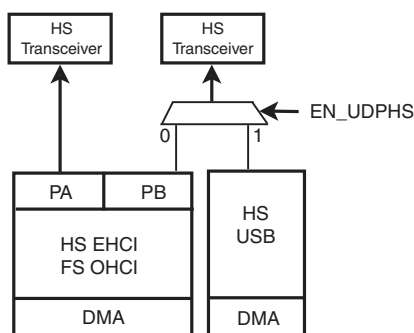 HS
Transceiver
HS
Transceiver
EN_UDPHS
0
1
PA
PB
HS EHCI
FS OHCI
DMA
HS
USB
DMA